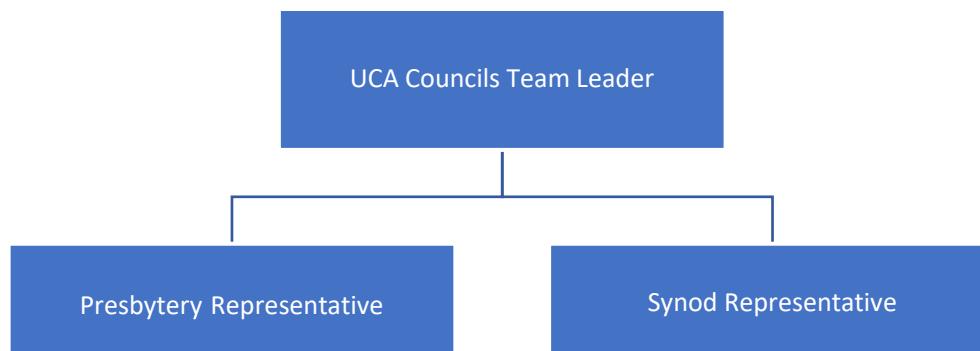 UCA Councils Team Leader
Presbytery Representative
Synod Representative